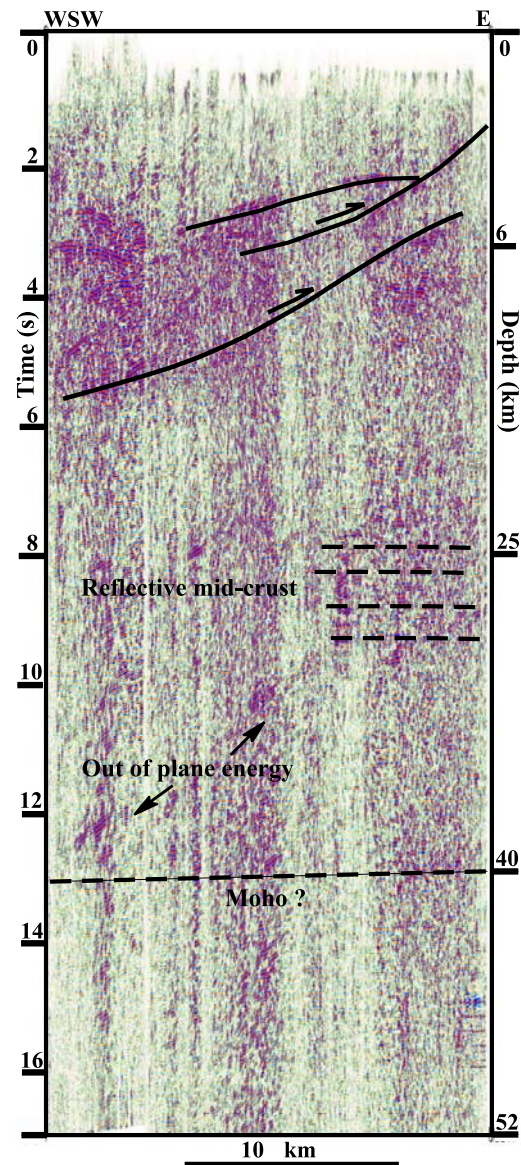 WSW E
0 0
2
6
4
Time (s)
Depth (km)
6
8 25
Reflective mid-crust
10
Out of plane energy
12
40
Moho ?
14
16
52
10 km